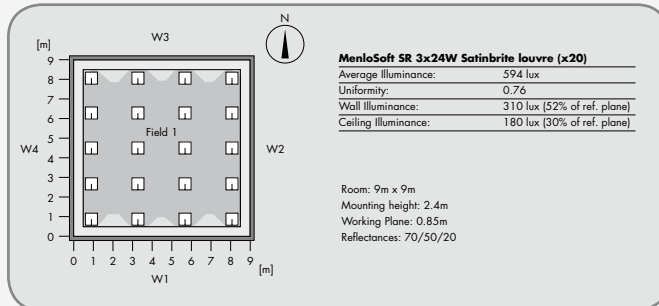 N
W3
[m]
9
8
7
6
5
4
3
2
1
0
W4
Field 1
W2
0 1 2 3 4 5 6 7 8 9
[m]
W1
MenloSoft SR 3x24W Satinbrite louvre (x20)
Average Illuminance: 594 lux
Uniformity: 0.76
Wall Illuminance: 310 lux (52% of ref. plane)
Ceiling Illuminance: 180 lux (30% of ref. plane)
Room: 9m x 9m
Mounting height: 2.4m
Working Plane: 0.85m
Reflectances: 70/50/20